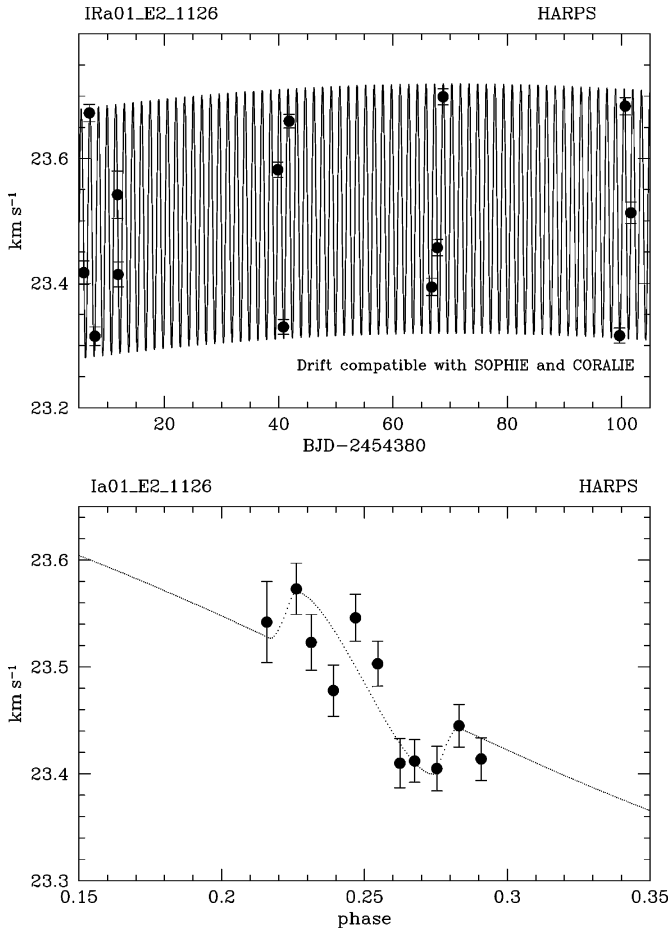 IRa01_E2_1126 HARPS
23.6
23.4
23.2
km s⁻¹
Drift compatible with SOPHIE and CORALIE
20 40 60 80 100
BJD−2454380
Ia01_E2_1126 HARPS
23.6
23.5
23.4
23.3
km s⁻¹
0.15 0.2 0.25 0.3 0.35
phase